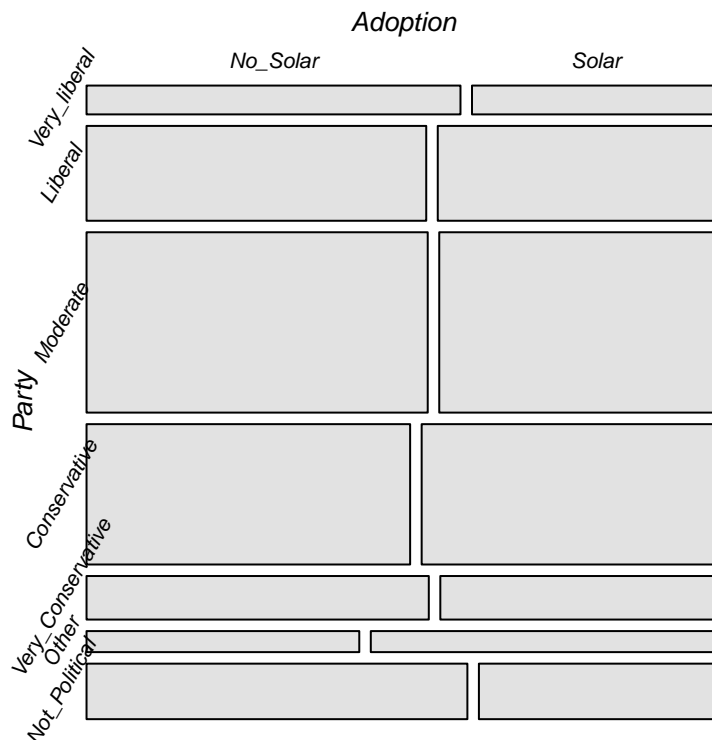 Adoption
No_Solar Solar
Very_liberal
Liberal
Moderate
Party
Conservative
Very_Conservative
Other
Not_Political